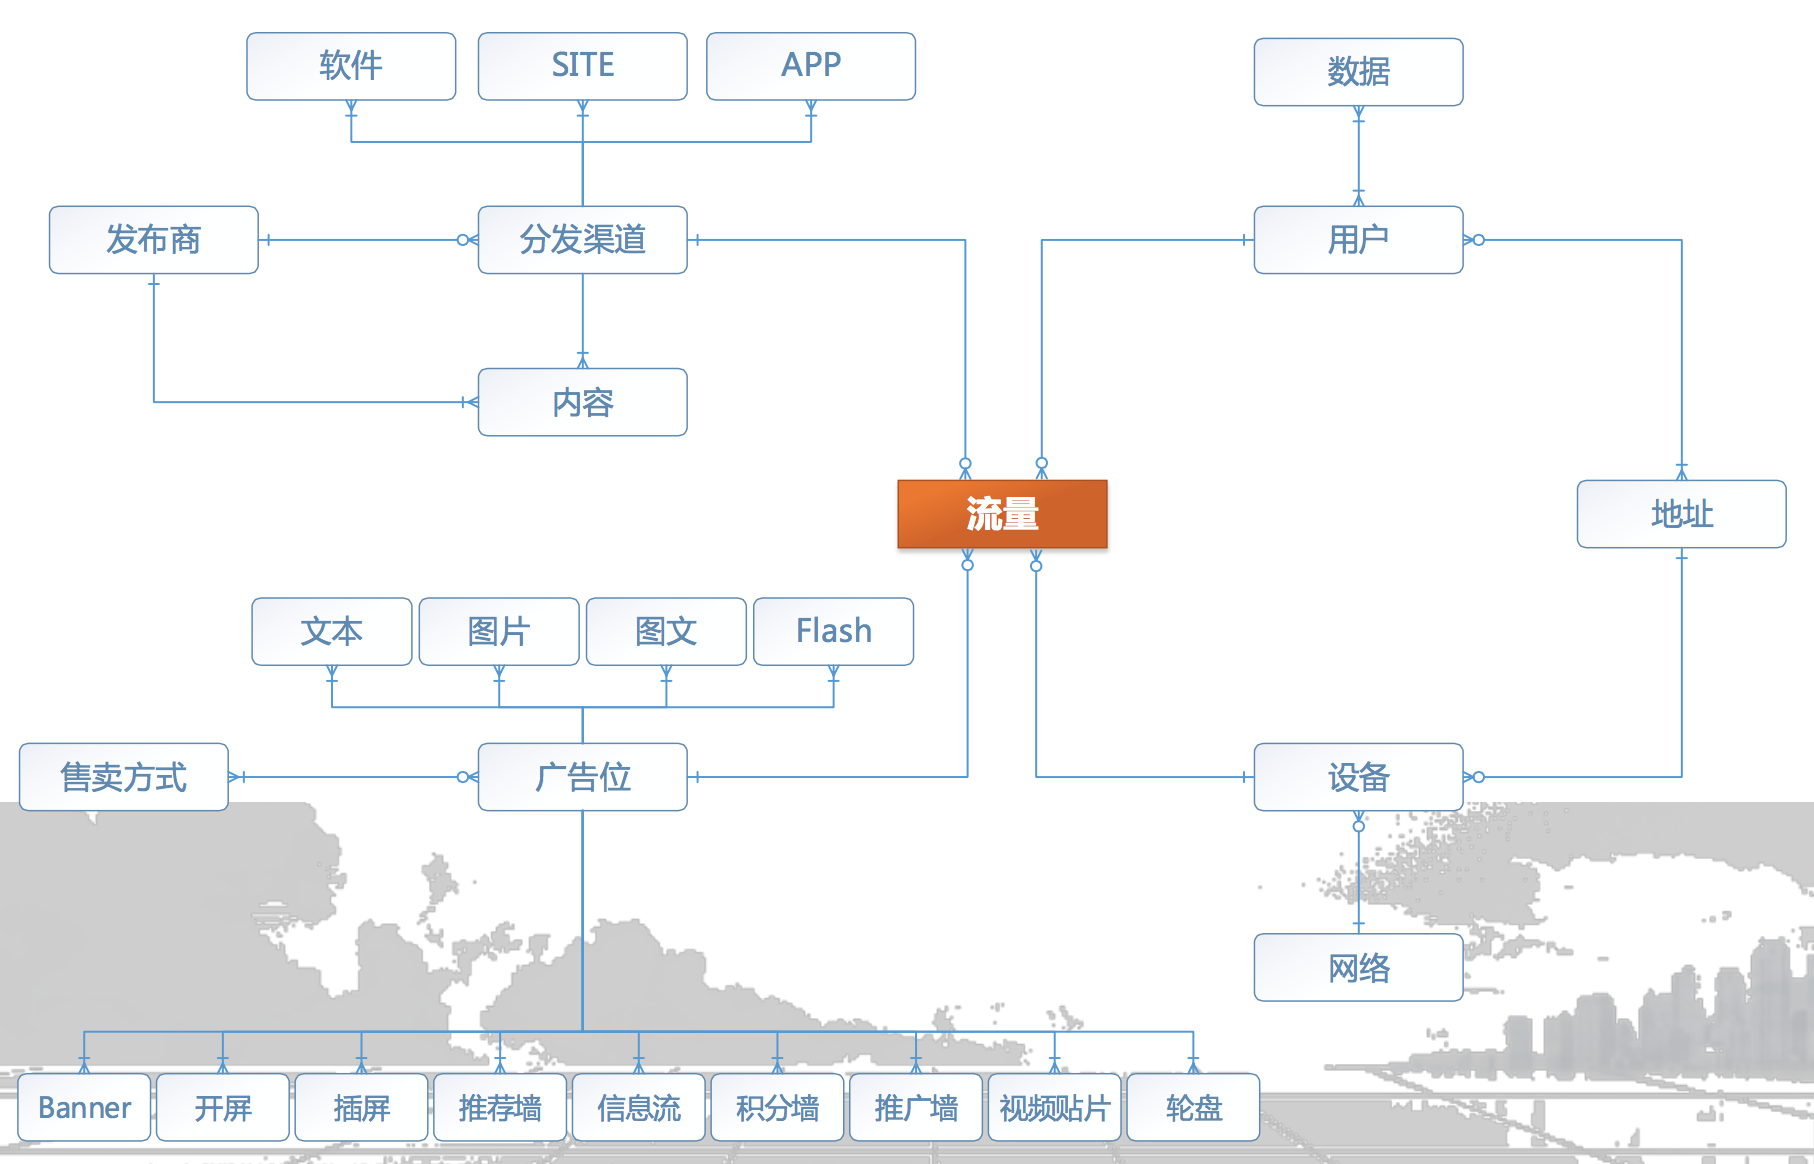 软件
SITE
APP
数据
发布商
分发渠道
用户
内容
流量
地址
文本
图片
图文
Flash
售卖方式
广告位
设备
网络
Banner
开屏
插屏
推荐墙
信息流
积分墙
推广墙
视频贴片
轮盘